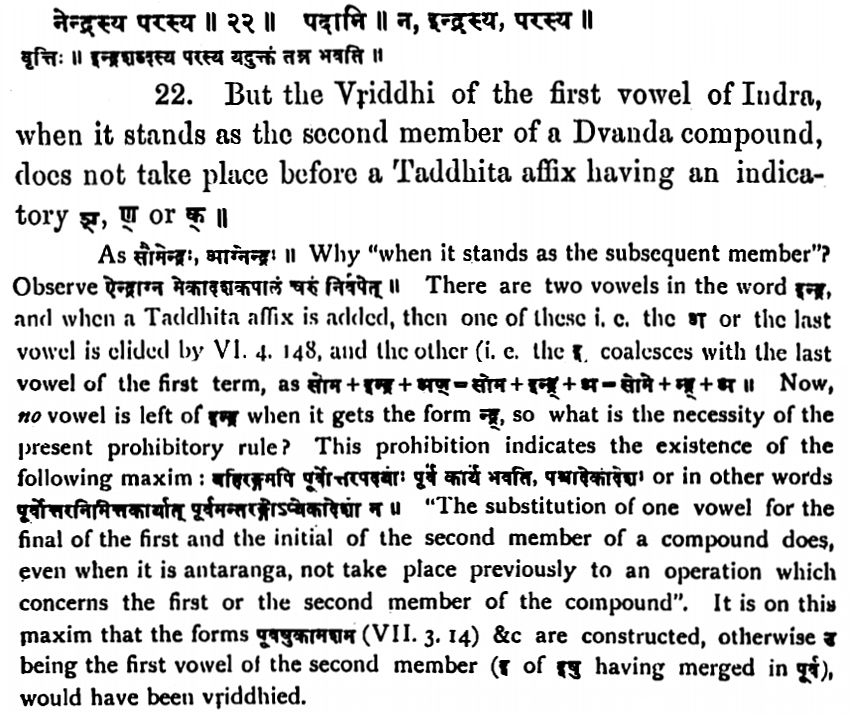 नेन्द्रस्य परस्य ॥ २२ ॥ पदानि ॥ न, इन्द्रस्य, परस्य ॥
वृत्तिः ॥ इन्द्रशब्दस्य परस्य यदुक्तं तन्न भवति ॥
22. But the Vṛiddhi of the first vowel of Indra,
when it stands as the second member of a Dvanda compound,
does not take place before a Taddhita affix having an indica-
tory ञ्, ण् or क् ॥
As सौमेन्द्रः, आग्नेन्द्रः ॥ Why “when it stands as the subsequent member”?
Observe ऐन्द्राग्न मेकादशकपालं चरुं निर्वपेत् ॥ There are two vowels in the word इन्द्र,
and when a Taddhita affix is added, then one of these i. e. the अ or the last
vowel is elided by VI. 4. 148, and the other (i. e. the इ coalesces with the last
vowel of the first term, as सोम + इन्द्र + अण् = सोम + इन्द्र् + अ = सोमे + न्द्र् + अ ॥ Now,
no vowel is left of इन्द्र when it gets the form न्द्र्, so what is the necessity of the
present prohibitory rule? This prohibition indicates the existence of the
following maxim : बहिरङ्गमपि पूर्वोत्तरपदयोः पूर्वं कार्यं भवति, पश्चादेकादेशः or in other words
पूर्वोत्तरनिमित्तकार्यात् पूर्वमन्तरङ्गोऽप्येकादेशो न ॥ “The substitution of one vowel for the
final of the first and the initial of the second member of a compound does,
even when it is antaranga, not take place previously to an operation which
concerns the first or the second member of the compound”. It is on this
maxim that the forms पूर्वेषुकामशम (VII. 3. 14) &c are constructed, otherwise उ
being the first vowel of the second member (इ of इषु having merged in पूर्व),
would have been vṛiddhied.